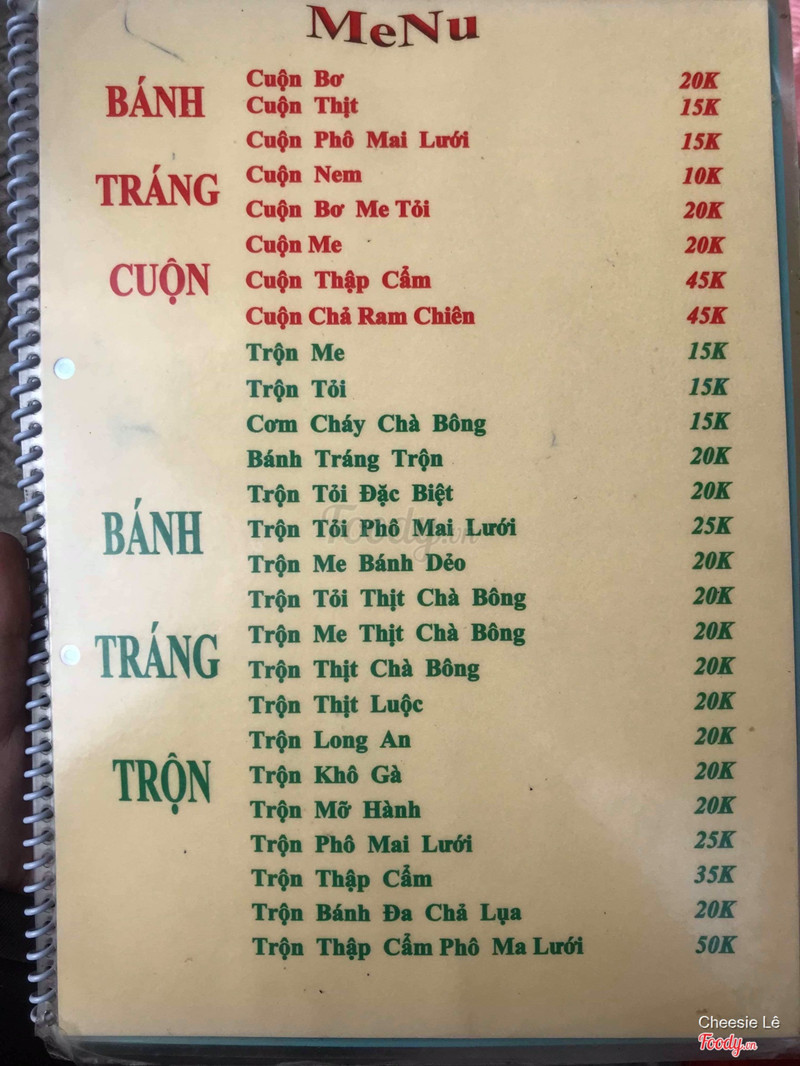 MeNu
BÁNH
TRÁNG
CUỘN
Cuộn Bơ 20K
Cuộn Thịt 15K
Cuộn Phô Mai Lưới 15K
Cuộn Nem 10K
Cuộn Bơ Me Tỏi 20K
Cuộn Me 20K
Cuộn Thập Cẩm 45K
Cuộn Chả Ram Chiên 45K
BÁNH
TRÁNG
TRỘN
Trộn Me 15K
Trộn Tỏi 15K
Cơm Cháy Chà Bông 15K
Bánh Tráng Trộn 20K
Trộn Tỏi Đặc Biệt 20K
Trộn Tỏi Phô Mai Lưới 25K
Trộn Me Bánh Dẻo 20K
Trộn Tỏi Thịt Chà Bông 20K
Trộn Me Thịt Chà Bông 20K
Trộn Thịt Chà Bông 20K
Trộn Thịt Luộc 20K
Trộn Long An 20K
Trộn Khô Gà 20K
Trộn Mỡ Hành 20K
Trộn Phô Mai Lưới 25K
Trộn Thập Cẩm 35K
Trộn Bánh Đa Chả Lụa 20K
Trộn Thập Cẩm Phô Ma Lưới 50K
Foody.vn
Cheesie Lê
Foody.vn